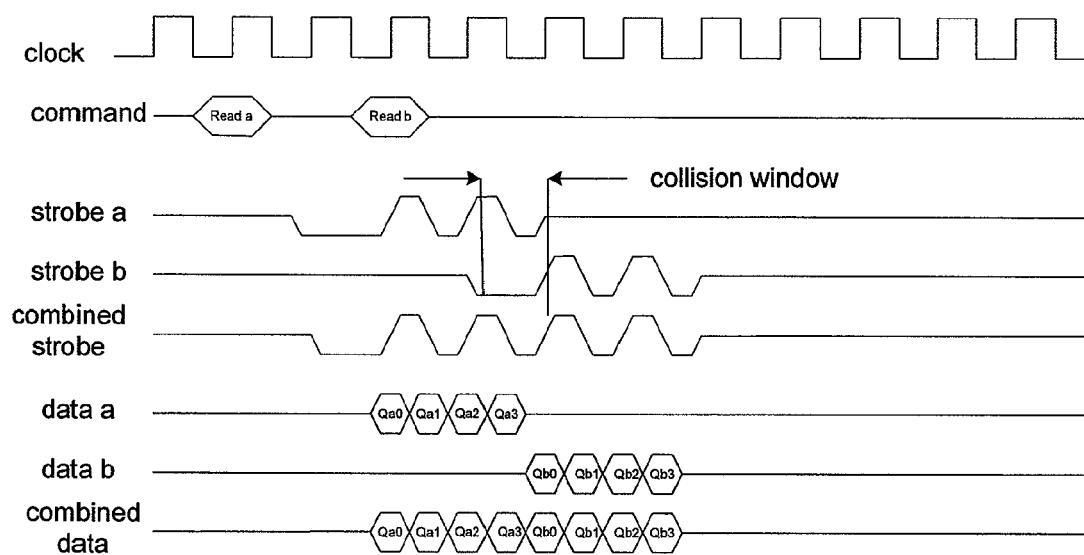 clock
command
Read a
Read b
collision window
strobe a
strobe b
combined
strobe
data a
Qa0 Qa1 Qa2 Qa3
data b
Qb0 Qb1 Qb2 Qb3
combined
data
Qa0 Qa1 Qa2 Qa3 Qb0 Qb1 Qb2 Qb3